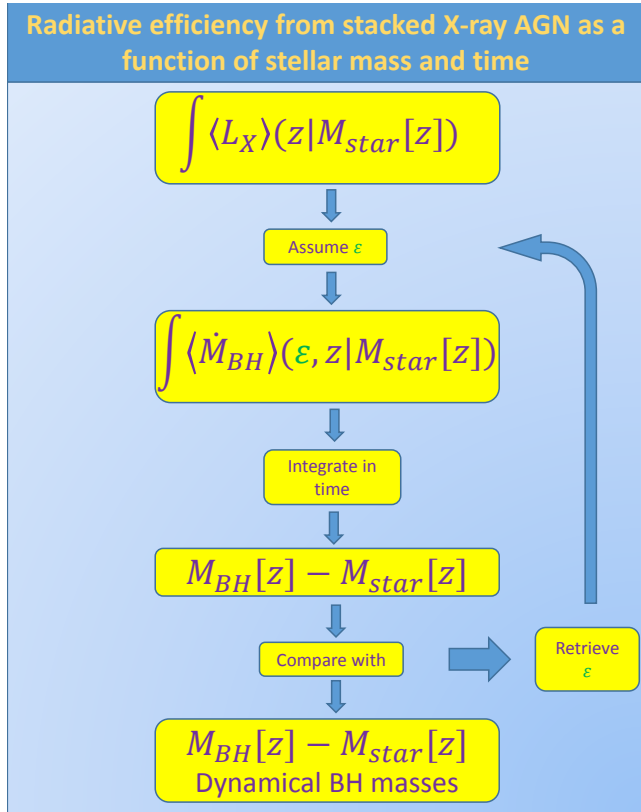 Radiative efficiency from stacked X-ray AGN as a
function of stellar mass and time
∫⟨L_X⟩(z|M_star[z])
Assume ε
∫⟨Ṁ_BH⟩(ε, z|M_star[z])
Integrate in
time
M_BH[z] − M_star[z]
Compare with
Retrieve
ε
M_BH[z] − M_star[z]
Dynamical BH masses